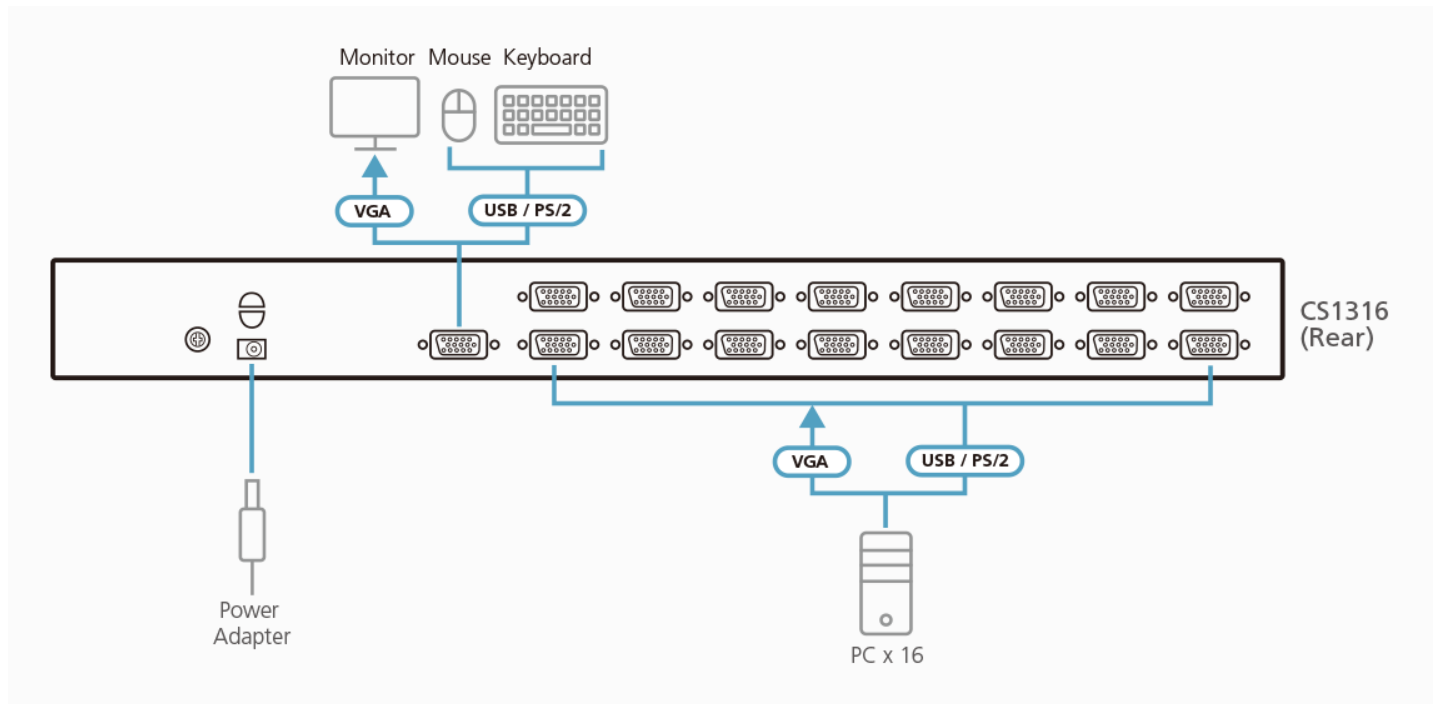 Monitor Mouse Keyboard
VGA
USB / PS/2
CS1316
(Rear)
VGA
USB / PS/2
Power
Adapter
PC x 16